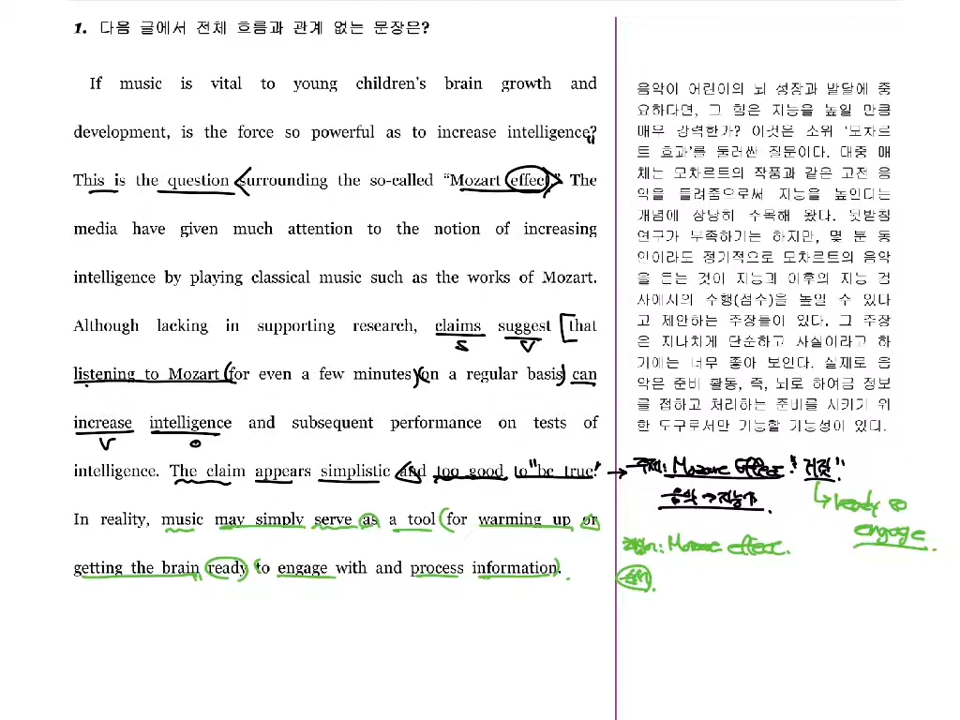 1. 다음 글에서 전체 흐름과 관계 없는 문장은?
If music is vital to young children's brain growth and
development, is the force so powerful as to increase intelligence?
This is the question surrounding the so-called "Mozart effect." The
media have given much attention to the notion of increasing
intelligence by playing classical music such as the works of Mozart.
Although lacking in supporting research, claims suggest that
S V
listening to Mozart for even a few minutes on a regular basis can
increase intelligence and subsequent performance on tests of
V O
intelligence. The claim appears simplistic and too good to "be true."
In reality, music may simply serve as a tool for warming up or
getting the brain ready to engage with and process information.
음악이 어린이의 뇌 성장과 발달에 중
요하다면, 그 힘은 지능을 높일 만큼
매우 강력한가? 이것은 소위 '모차르
트 효과'를 둘러싼 질문이다. 대중 매
체는 모차르트의 작품과 같은 고전 음
악을 들려줌으로써 지능을 높인다는
개념에 상당히 주목해 왔다. 뒷받침
연구가 부족하기는 하지만, 몇 분 동
안이라도 정기적으로 모차르트의 음악
을 듣는 것이 지능과 이후의 지능 검
사에서의 수행(점수)을 높일 수 있다
고 제안하는 주장들이 있다. 그 주장
은 지나치게 단순하고 사실이라고 하
기에는 너무 좋아 보인다. 실제로 음
악은 준비 활동, 즉, 뇌로 하여금 정보
를 접하고 처리하는 준비를 시키기 위
한 도구로서만 기능할 가능성이 있다.
주제: Mozart Effect "거짓"
음악→지능↑
ready to
engage
Mozart effect.